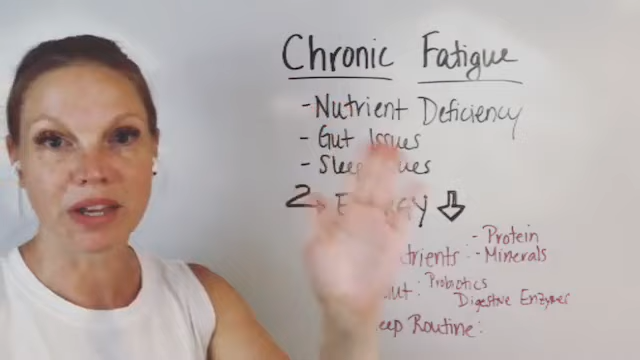 Chronic Fatigue
- Nutrient Deficiency
- Gut Issues
- Sleep
2
- Protein
- Minerals
Probiotics
Digestive Enzymes
Routine: